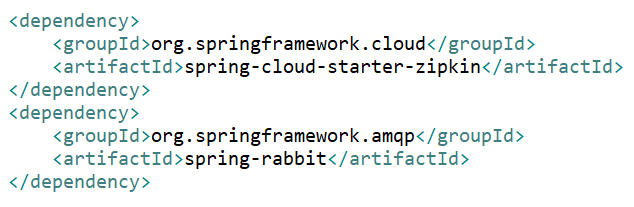 <dependency>
    <groupId>org.springframework.cloud</groupId>
    <artifactId>spring-cloud-starter-zipkin</artifactId>
</dependency>
<dependency>
    <groupId>org.springframework.amqp</groupId>
    <artifactId>spring-rabbit</artifactId>
</dependency>